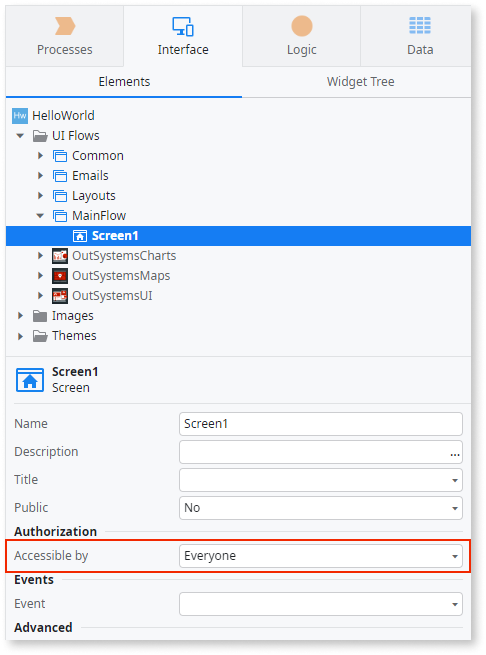 Processes Interface Logic Data
Elements Widget Tree
Hw HelloWorld
UI Flows
Common
Emails
Layouts
MainFlow
Screen1
OutSystemsCharts
OutSystemsMaps
OutSystemsUI
Images
Themes
Screen1
Screen
Name Screen1
Description ...
Title
Public No
Authorization
Accessible by Everyone
Events
Event
Advanced